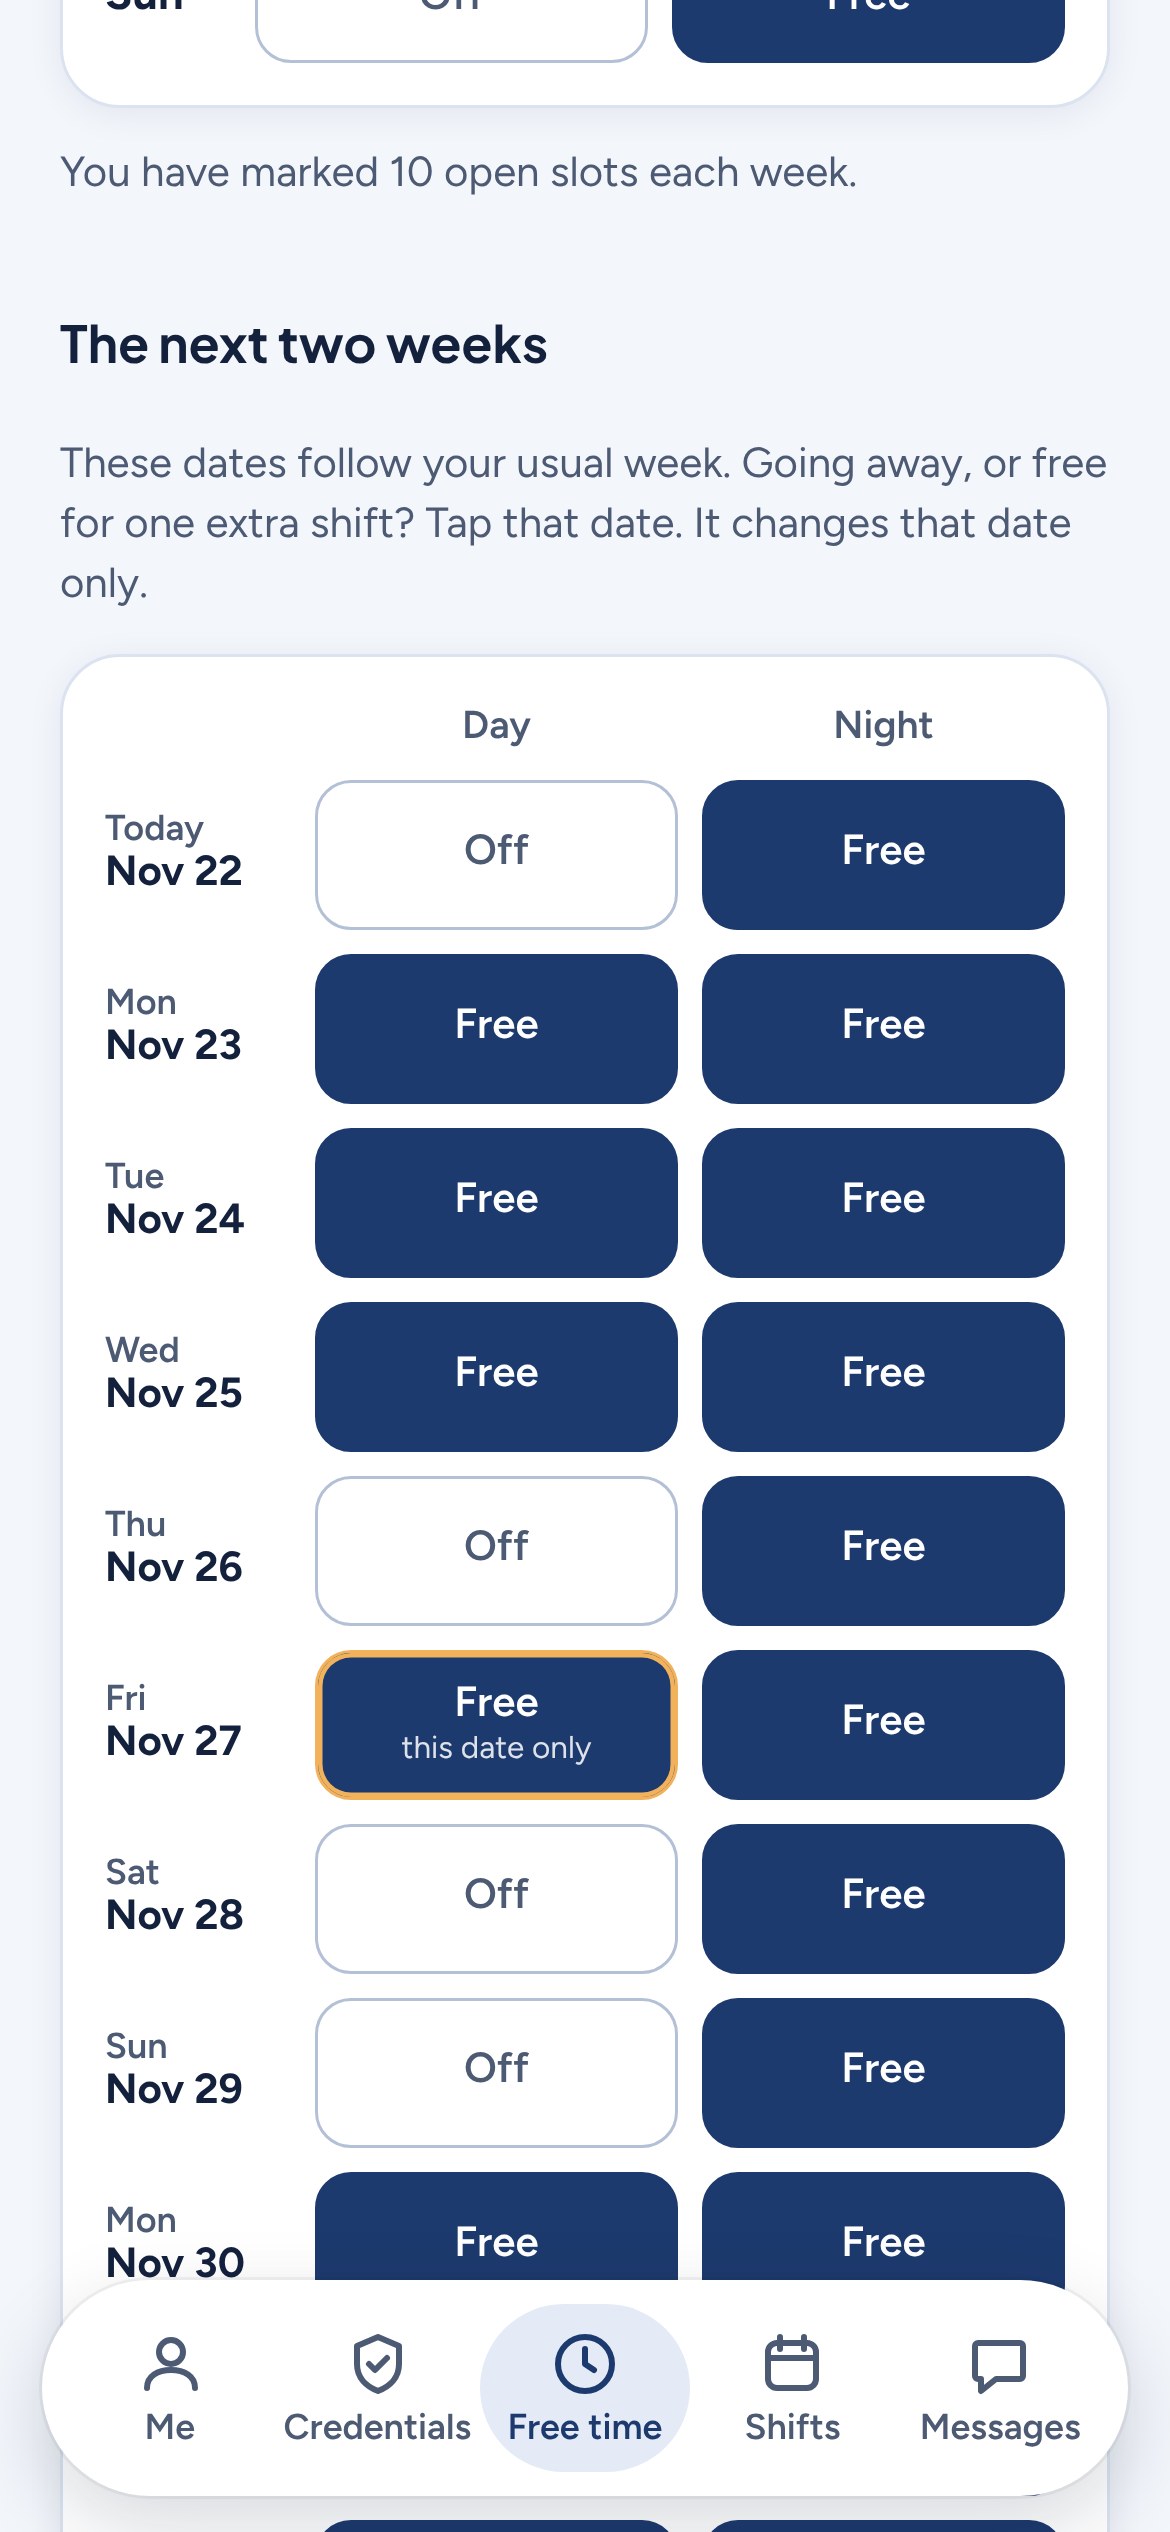 Sun Off Free
You have marked 10 open slots each week.
The next two weeks
These dates follow your usual week. Going away, or free
for one extra shift? Tap that date. It changes that date
only.
Day Night
Today
Nov 22 Off Free
Mon
Nov 23 Free Free
Tue
Nov 24 Free Free
Wed
Nov 25 Free Free
Thu
Nov 26 Off Free
Fri
Nov 27 Free this date only Free
Sat
Nov 28 Off Free
Sun
Nov 29 Off Free
Mon
Nov 30 Free Free
Me Credentials Free time Shifts Messages